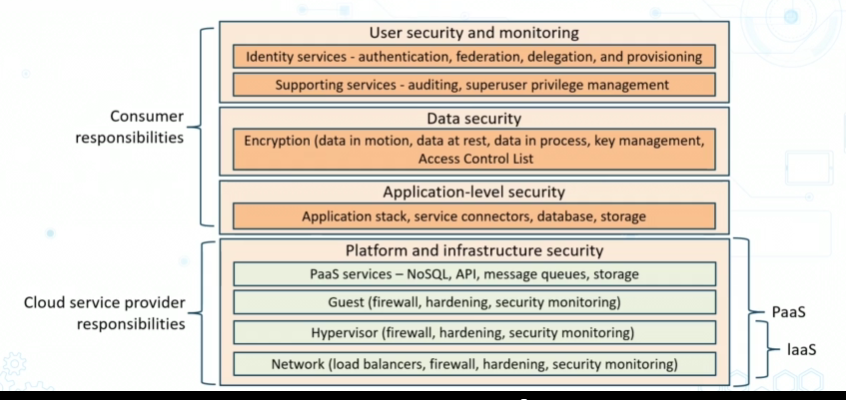 User security and monitoring
Identity services - authentication, federation, delegation, and provisioning
Supporting services - auditing, superuser privilege management
Consumer
responsibilities
Data security
Encryption (data in motion, data at rest, data in process, key management,
Access Control List
Application-level security
Application stack, service connectors, database, storage
Platform and infrastructure security
PaaS services – NoSQL, API, message queues, storage
Cloud service provider
responsibilities
Guest (firewall, hardening, security monitoring)
Hypervisor (firewall, hardening, security monitoring)
Network (load balancers, firewall, hardening, security monitoring)
PaaS
IaaS